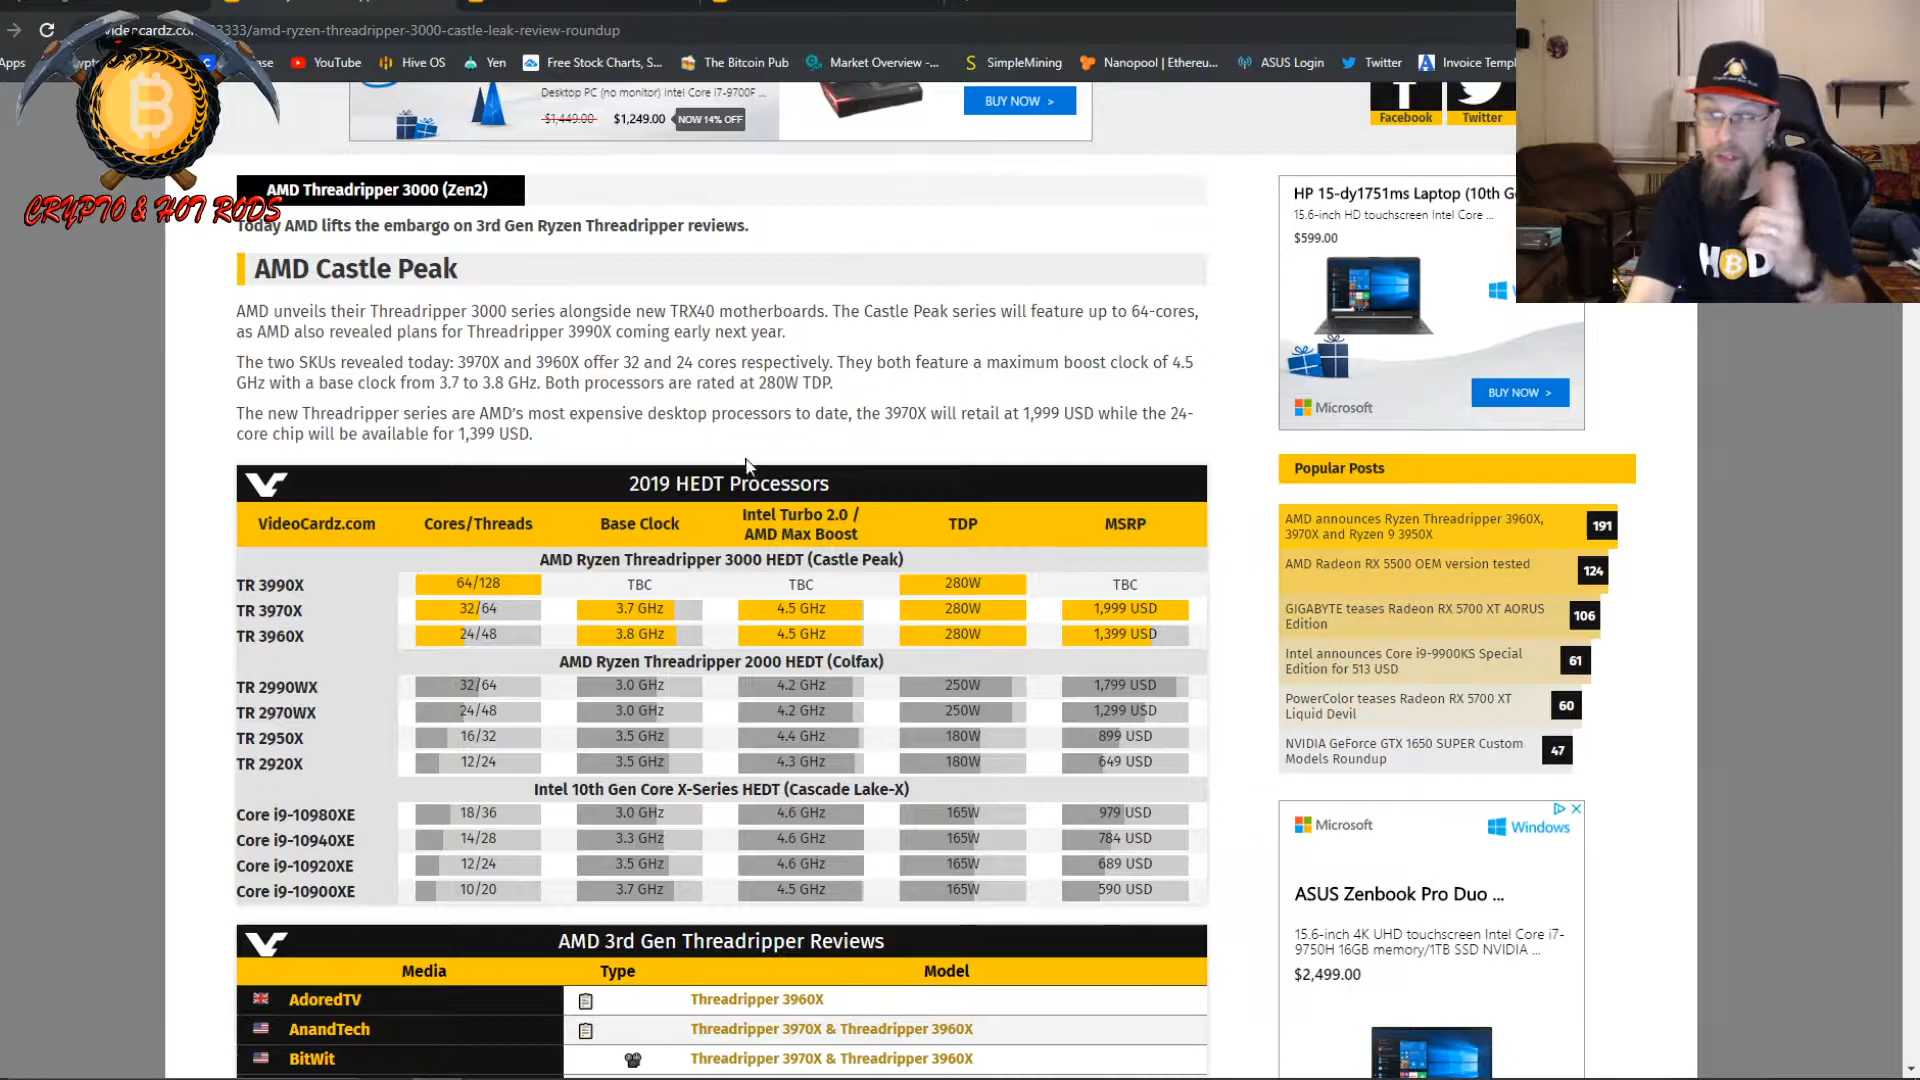 videocardz.com
3333/amd-ryzen-threadripper-3000-castle-leak-review-roundup
Apps
YouTube
Hive OS
Yen
Free Stock Charts, S...
The Bitcoin Pub
Market Overview -...
SimpleMining
Nanopool | Ethereu...
ASUS Login
Twitter
Invoice Templ
CRYPTO & HOT RODS
Desktop PC (no monitor) Intel Core i7-9700F ...
$1,449.00 $1,249.00 NOW 14% OFF
BUY NOW >
Facebook
Twitter
AMD Threadripper 3000 (Zen2)
Today AMD lifts the embargo on 3rd Gen Ryzen Threadripper reviews.
AMD Castle Peak
AMD unveils their Threadripper 3000 series alongside new TRX40 motherboards. The Castle Peak series will feature up to 64-cores,
as AMD also revealed plans for Threadripper 3990X coming early next year.
The two SKUs revealed today: 3970X and 3960X offer 32 and 24 cores respectively. They both feature a maximum boost clock of 4.5
GHz with a base clock from 3.7 to 3.8 GHz. Both processors are rated at 280W TDP.
The new Threadripper series are AMD's most expensive desktop processors to date, the 3970X will retail at 1,999 USD while the 24-
core chip will be available for 1,399 USD.
2019 HEDT Processors
VideoCardz.com Cores/Threads Base Clock Intel Turbo 2.0 / AMD Max Boost TDP MSRP
AMD Ryzen Threadripper 3000 HEDT (Castle Peak)
TR 3990X 64/128 TBC TBC 280W TBC
TR 3970X 32/64 3.7 GHz 4.5 GHz 280W 1,999 USD
TR 3960X 24/48 3.8 GHz 4.5 GHz 280W 1,399 USD
AMD Ryzen Threadripper 2000 HEDT (Colfax)
TR 2990WX 32/64 3.0 GHz 4.2 GHz 250W 1,799 USD
TR 2970WX 24/48 3.0 GHz 4.2 GHz 250W 1,299 USD
TR 2950X 16/32 3.5 GHz 4.4 GHz 180W 899 USD
TR 2920X 12/24 3.5 GHz 4.3 GHz 180W 649 USD
Intel 10th Gen Core X-Series HEDT (Cascade Lake-X)
Core i9-10980XE 18/36 3.0 GHz 4.6 GHz 165W 979 USD
Core i9-10940XE 14/28 3.3 GHz 4.6 GHz 165W 784 USD
Core i9-10920XE 12/24 3.5 GHz 4.6 GHz 165W 689 USD
Core i9-10900XE 10/20 3.7 GHz 4.5 GHz 165W 590 USD
AMD 3rd Gen Threadripper Reviews
Media Type Model
AdoredTV Threadripper 3960X
AnandTech Threadripper 3970X & Threadripper 3960X
BitWit Threadripper 3970X & Threadripper 3960X
HP 15-dy1751ms Laptop (10th G
15.6-inch HD touchscreen Intel Core ...
$599.00
BUY NOW >
Microsoft
Popular Posts
AMD announces Ryzen Threadripper 3960X,
3970X and Ryzen 9 3950X
191
AMD Radeon RX 5500 OEM version tested
124
GIGABYTE teases Radeon RX 5700 XT AORUS
Edition
106
Intel announces Core i9-9900KS Special
Edition for 513 USD
61
PowerColor teases Radeon RX 5700 XT
Liquid Devil
60
NVIDIA GeForce GTX 1650 SUPER Custom
Models Roundup
47
Microsoft
Windows
ASUS Zenbook Pro Duo ...
15.6-inch 4K UHD touchscreen Intel Core i7-
9750H 16GB memory/1TB SSD NVIDIA ...
$2,499.00